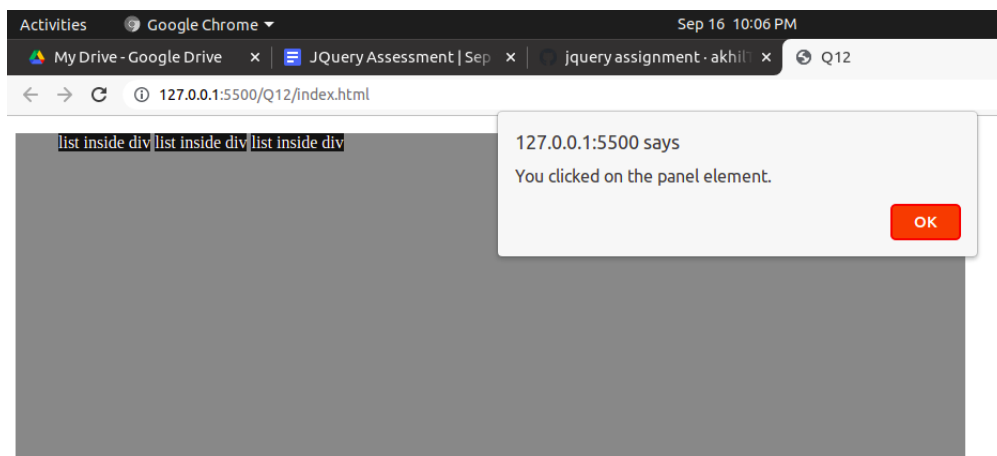 Activities Google Chrome Sep 16 10:06 PM
My Drive - Google Drive JQuery Assessment | Sep jquery assignment · akhil Q12
127.0.0.1:5500/Q12/index.html
list inside div list inside div list inside div
127.0.0.1:5500 says
You clicked on the panel element.
OK